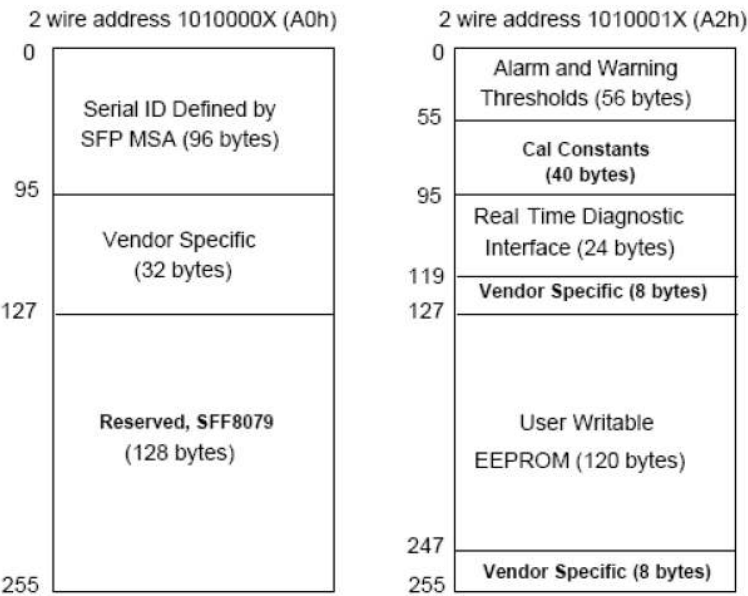 2 wire address 1010000X (A0h)
0
Serial ID Defined by
SFP MSA (96 bytes)
95
Vendor Specific
(32 bytes)
127
Reserved, SFF8079
(128 bytes)
255
2 wire address 1010001X (A2h)
0
Alarm and Warning
Thresholds (56 bytes)
55
Cal Constants
(40 bytes)
95
Real Time Diagnostic
Interface (24 bytes)
119
Vendor Specific (8 bytes)
127
User Writable
EEPROM (120 bytes)
247
Vendor Specific (8 bytes)
255